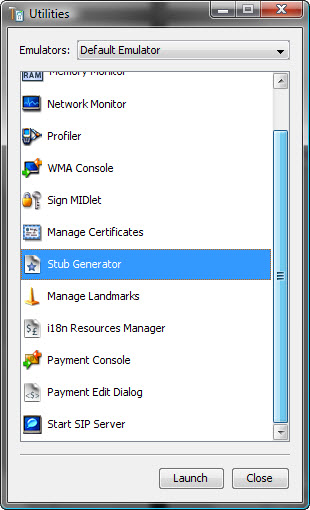 Utilities
Emulators: Default Emulator
RAM Memory Monitor
Network Monitor
Profiler
WMA Console
Sign MIDlet
Manage Certificates
Stub Generator
Manage Landmarks
i18n Resources Manager
Payment Console
Payment Edit Dialog
Start SIP Server
Launch Close